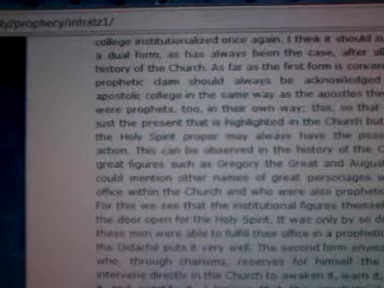 ly/prophecy/intratz1/
college institutionalized once again. I think it should
a dual form, as has always been the case, after all
history of the Church. As far as the first form is concer
prophetic claim should always be acknowledged
apostolic college in the same way as the apostles the
were prophets, too, in their own way; this, so that
just the present that is highlighted in the Church but
the Holy Spirit proper may always have the poss
action. This can be observed in the history of the C
great figures such as Gregory the Great and August
could mention other names of great personages w
office within the Church and who were also prophet
For this we see that the institutional figures themse
the door open for the Holy Spirit. It was only by so d
these men were able to fulfil their office in a propheti
the Didaché puts it very well. The second form envis
who, through charisms, reserves for himself the
intervene directly in the Church to awaken it, warn it,